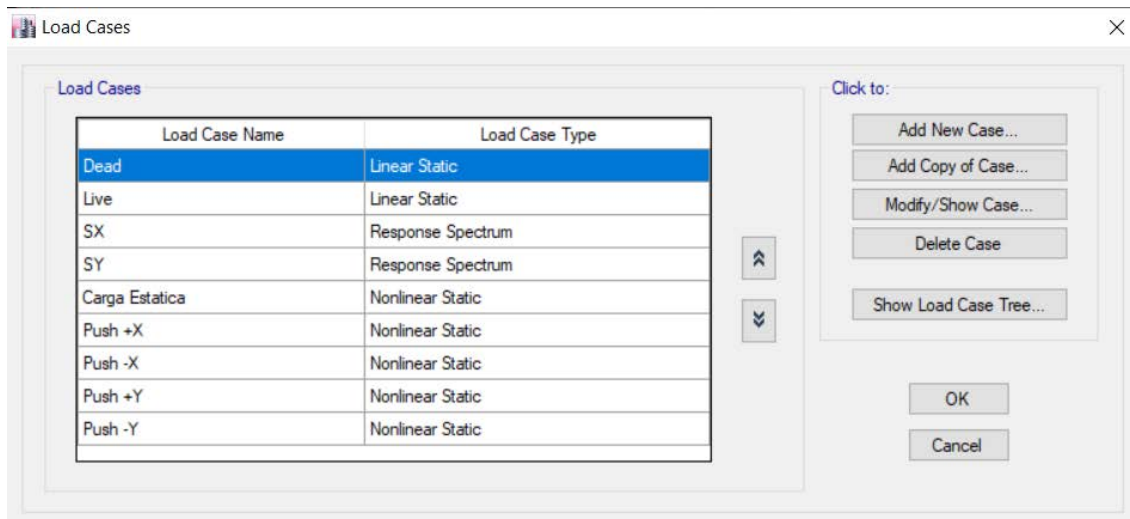 Load Cases
Load Cases
Click to:
Load Case Name Load Case Type
Dead Linear Static
Live Linear Static
SX Response Spectrum
SY Response Spectrum
Carga Estatica Nonlinear Static
Push +X Nonlinear Static
Push -X Nonlinear Static
Push +Y Nonlinear Static
Push -Y Nonlinear Static
Add New Case...
Add Copy of Case...
Modify/Show Case...
Delete Case
Show Load Case Tree...
OK
Cancel